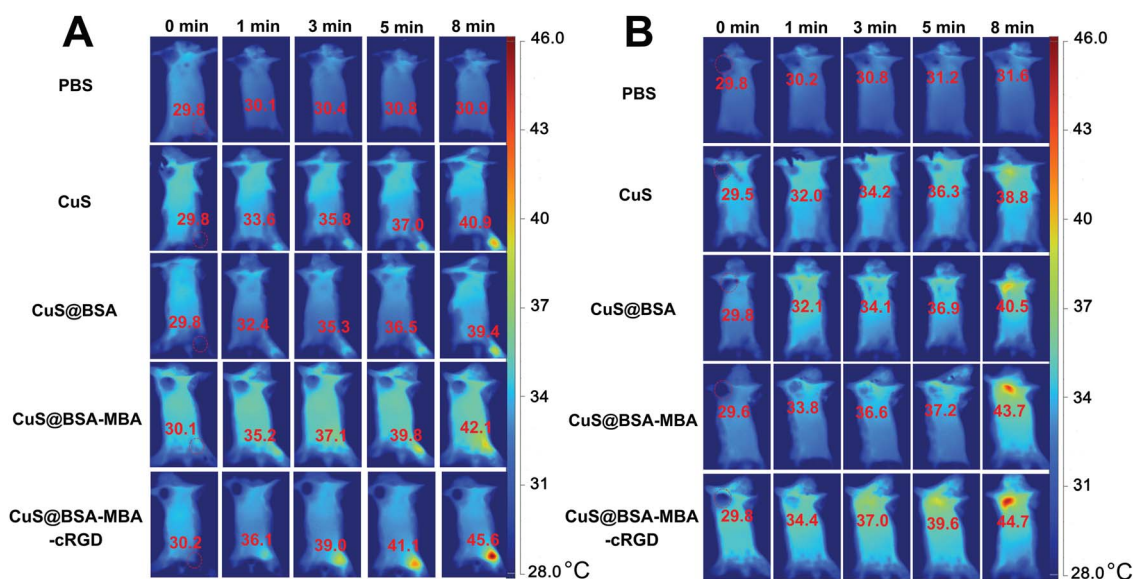 A
0 min 1 min 3 min 5 min 8 min
PBS
29.8 30.1 30.4 30.8 30.9
CuS
29.8 33.6 35.8 37.0 40.9
CuS@BSA
29.8 32.4 35.3 36.5 39.4
CuS@BSA-MBA
30.1 35.2 37.1 39.8 42.1
CuS@BSA-MBA
-cRGD
30.2 36.1 39.0 41.1 45.6
46.0
43
40
37
34
31
28.0 °C
B
0 min 1 min 3 min 5 min 8 min
PBS
29.8 30.2 30.8 31.2 31.6
CuS
29.5 32.0 34.2 36.3 38.8
CuS@BSA
29.8 32.1 34.1 36.9 40.5
CuS@BSA-MBA
29.6 33.8 36.6 37.2 43.7
CuS@BSA-MBA
-cRGD
29.8 34.4 37.0 39.6 44.7
46.0
43
40
37
34
31
28.0 °C